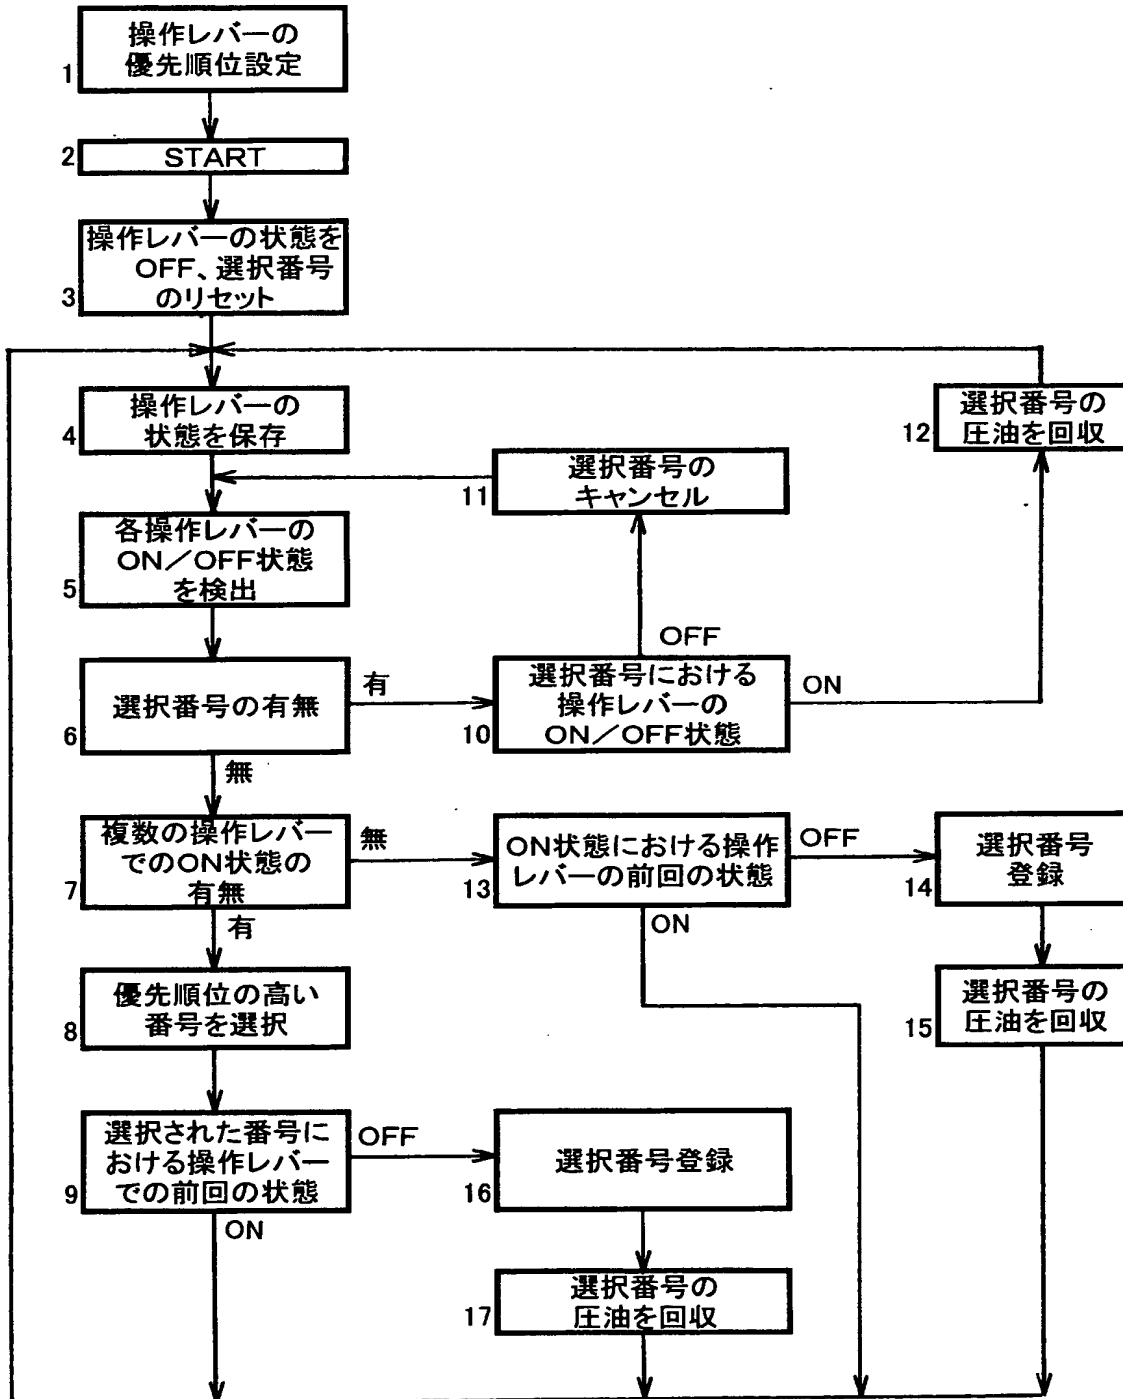 操作レバーの
優先順位設定
1
START
2
操作レバーの状態を
OFF、選択番号
のリセット
3
操作レバーの
状態を保存
4
選択番号の
圧油を回収
12
選択番号の
キャンセル
11
各操作レバーの
ON／OFF状態
を検出
5
OFF
選択番号の有無
6
有
無
選択番号における
操作レバーの
ON／OFF状態
10
ON
複数の操作レバー
でのON状態の
有無
7
無
有
ON状態における操作
レバーの前回の状態
13
OFF
ON
選択番号
登録
14
優先順位の高い
番号を選択
8
選択番号の
圧油を回収
15
選択された番号に
おける操作レバー
での前回の状態
9
OFF
ON
選択番号登録
16
選択番号の
圧油を回収
17